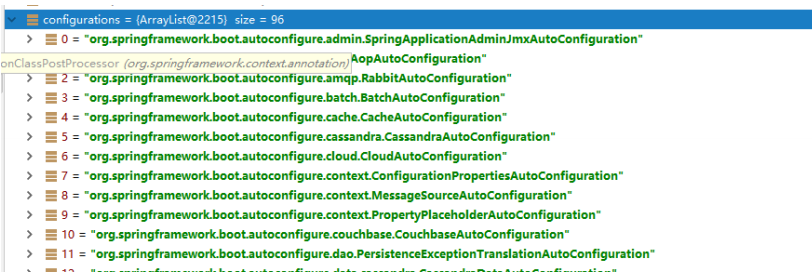 configurations = {ArrayList@2215} size = 96
0 = "org.springframework.boot.autoconfigure.admin.SpringApplicationAdminJmxAutoConfiguration"
AopAutoConfiguration"
onClassPostProcessor (org.springframework.context.annotation)
2 = "org.springframework.boot.autoconfigure.amqp.RabbitAutoConfiguration"
3 = "org.springframework.boot.autoconfigure.batch.BatchAutoConfiguration"
4 = "org.springframework.boot.autoconfigure.cache.CacheAutoConfiguration"
5 = "org.springframework.boot.autoconfigure.cassandra.CassandraAutoConfiguration"
6 = "org.springframework.boot.autoconfigure.cloud.CloudAutoConfiguration"
7 = "org.springframework.boot.autoconfigure.context.ConfigurationPropertiesAutoConfiguration"
8 = "org.springframework.boot.autoconfigure.context.MessageSourceAutoConfiguration"
9 = "org.springframework.boot.autoconfigure.context.PropertyPlaceholderAutoConfiguration"
10 = "org.springframework.boot.autoconfigure.couchbase.CouchbaseAutoConfiguration"
11 = "org.springframework.boot.autoconfigure.dao.PersistenceExceptionTranslationAutoConfiguration"